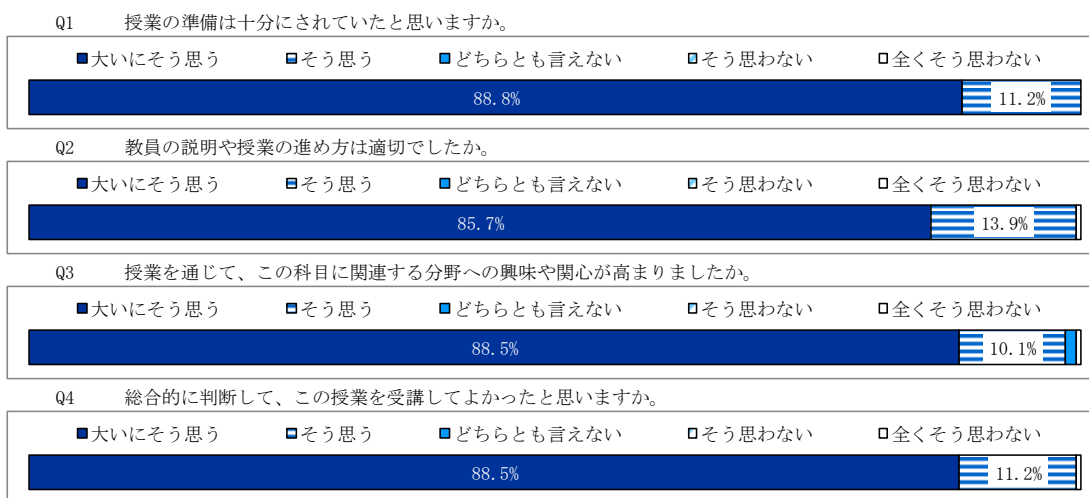 Q1 授業の準備は十分にされていたと思いますか。
■大いにそう思う ■そう思う ■どちらとも言えない □そう思わない □全くそう思わない
88.8% 11.2%
Q2 教員の説明や授業の進め方は適切でしたか。
■大いにそう思う ■そう思う ■どちらとも言えない □そう思わない □全くそう思わない
85.7% 13.9%
Q3 授業を通じて、この科目に関連する分野への興味や関心が高まりましたか。
■大いにそう思う ■そう思う ■どちらとも言えない □そう思わない □全くそう思わない
88.5% 10.1%
Q4 総合的に判断して、この授業を受講してよかったと思いますか。
■大いにそう思う ■そう思う ■どちらとも言えない □そう思わない □全くそう思わない
88.5% 11.2%